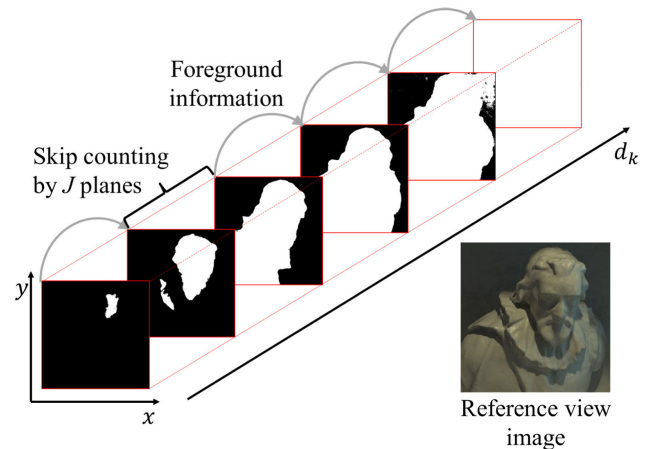 Foreground
information
Skip counting
by J planes
d_k
y
x
Reference view
image